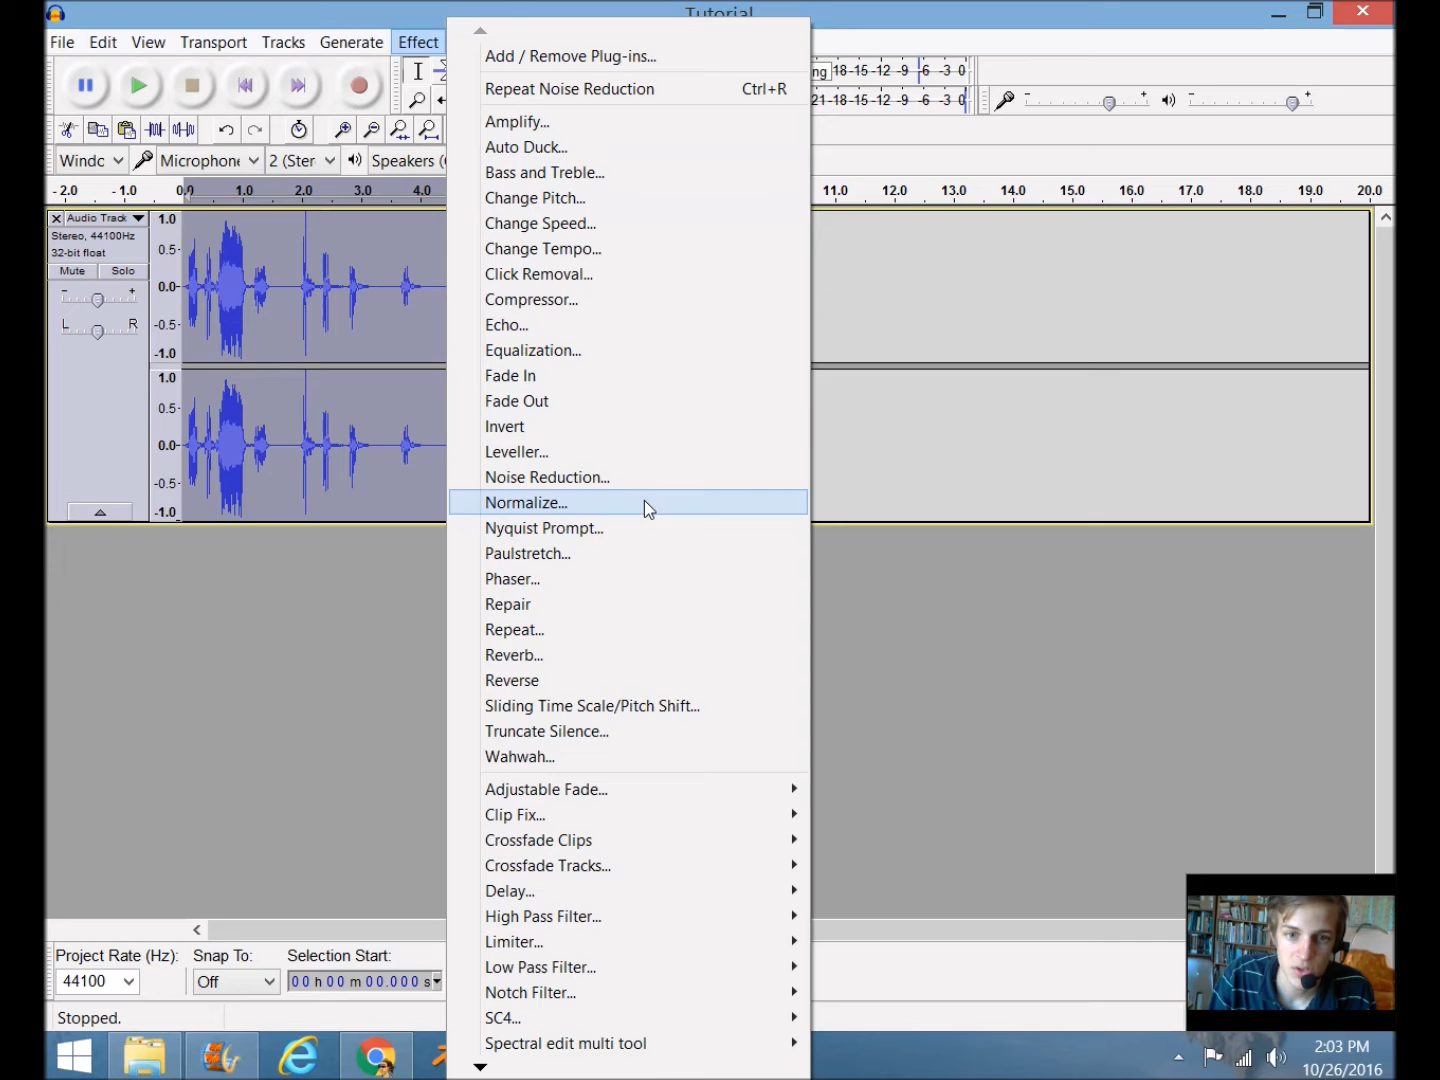 Tutorial
File Edit View Transport Tracks Generate Effect
Add / Remove Plug-ins...
Repeat Noise Reduction Ctrl+R
Amplify...
Auto Duck...
Bass and Treble...
Change Pitch...
Change Speed...
Change Tempo...
Click Removal...
Compressor...
Echo...
Equalization...
Fade In
Fade Out
Invert
Leveller...
Noise Reduction...
Normalize...
Nyquist Prompt...
Paulstretch...
Phaser...
Repair
Repeat...
Reverb...
Reverse
Sliding Time Scale/Pitch Shift...
Truncate Silence...
Wahwah...
Adjustable Fade...
Clip Fix...
Crossfade Clips
Crossfade Tracks...
Delay...
High Pass Filter...
Limiter...
Low Pass Filter...
Notch Filter...
SC4...
Spectral edit multi tool
ng -18 -15 -12 -9 -6 -3 0
21 -18 -15 -12 -9 -6 -3 0
Windo Microphone 2 (Ster Speakers (
-2.0 -1.0 0.0 1.0 2.0 3.0 4.0 11.0 12.0 13.0 14.0 15.0 16.0 17.0 18.0 19.0 20.0
Audio Track
Stereo, 44100Hz
32-bit float
Mute Solo
- +
L R
1.0
0.5
0.0
-0.5
-1.0
1.0
0.5
0.0
-0.5
-1.0
Project Rate (Hz): Snap To: Selection Start:
44100 Off 00 h 00 m 00.000 s
Stopped.
2:03 PM
10/26/2016